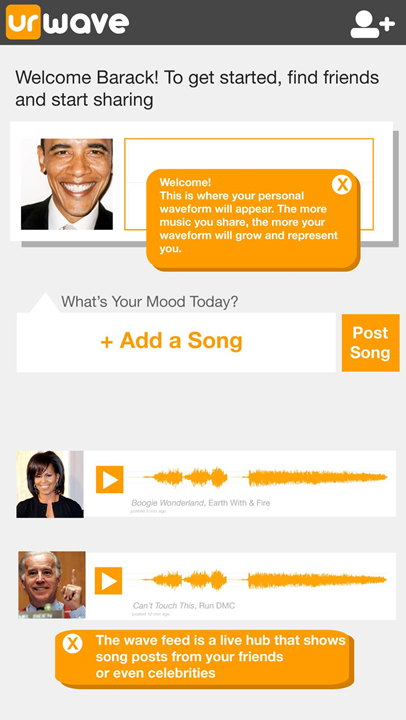 urwave
+
Welcome Barack! To get started, find friends
and start sharing
X
Welcome!
This is where your personal
waveform will appear. The more
music you share, the more your
waveform will grow and represent
you.
What's Your Mood Today?
+ Add a Song
Post
Song
Boogie Wonderland, Earth With & Fire
posted 5 min ago
Can't Touch This, Run DMC
posted 15 min ago
X
The wave feed is a live hub that shows
song posts from your friends
or even celebrities